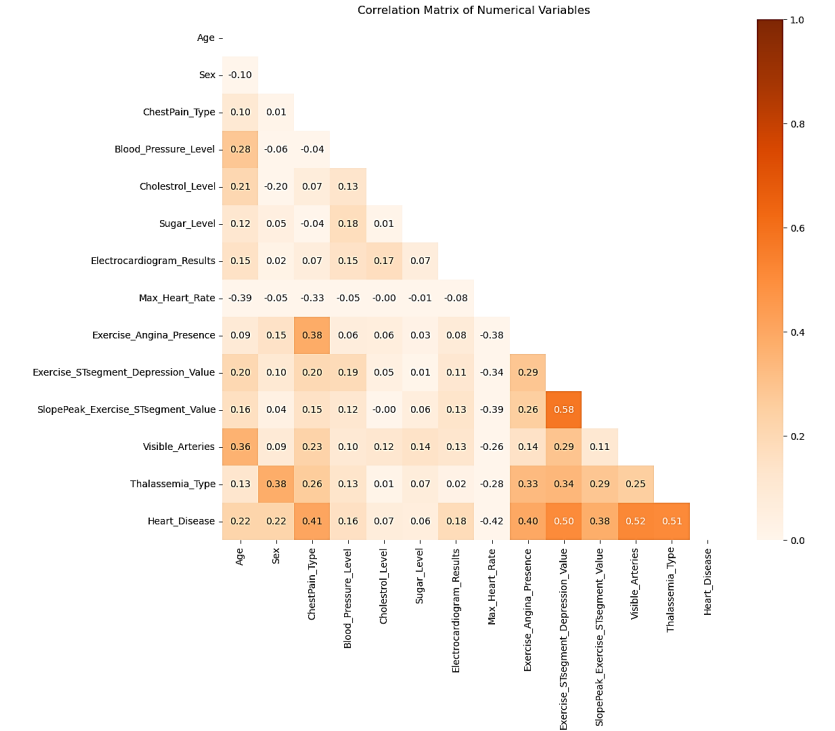 Correlation Matrix of Numerical Variables
Age
Sex -0.10
ChestPain_Type 0.10 0.01
Blood_Pressure_Level 0.28 -0.06 -0.04
Cholestrol_Level 0.21 -0.20 0.07 0.13
Sugar_Level 0.12 0.05 -0.04 0.18 0.01
Electrocardiogram_Results 0.15 0.02 0.07 0.15 0.17 0.07
Max_Heart_Rate -0.39 -0.05 -0.33 -0.05 -0.00 -0.01 -0.08
Exercise_Angina_Presence 0.09 0.15 0.38 0.06 0.06 0.03 0.08 -0.38
Exercise_STsegment_Depression_Value 0.20 0.10 0.20 0.19 0.05 0.01 0.11 -0.34 0.29
SlopePeak_Exercise_STsegment_Value 0.16 0.04 0.15 0.12 -0.00 0.06 0.13 -0.39 0.26 0.58
Visible_Arteries 0.36 0.09 0.23 0.10 0.12 0.14 0.13 -0.26 0.14 0.29 0.11
Thalassemia_Type 0.13 0.38 0.26 0.13 0.01 0.07 0.02 -0.28 0.33 0.34 0.29 0.25
Heart_Disease 0.22 0.22 0.41 0.16 0.07 0.06 0.18 -0.42 0.40 0.50 0.38 0.52 0.51
Age
Sex
ChestPain_Type
Blood_Pressure_Level
Cholestrol_Level
Sugar_Level
Electrocardiogram_Results
Max_Heart_Rate
Exercise_Angina_Presence
Exercise_STsegment_Depression_Value
SlopePeak_Exercise_STsegment_Value
Visible_Arteries
Thalassemia_Type
Heart_Disease
1.0
0.8
0.6
0.4
0.2
0.0